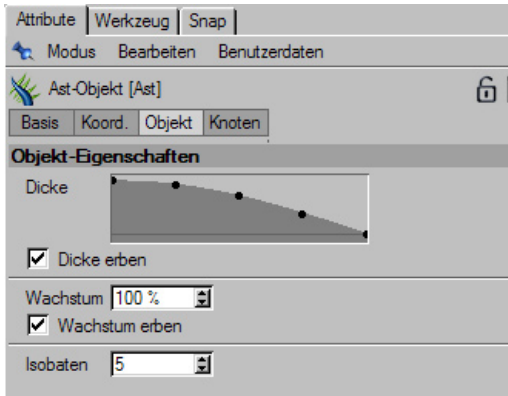 Attribute Werkzeug Snap
Modus Bearbeiten Benutzerdaten
Ast-Objekt [Ast]
Basis Koord. Objekt Knoten
Objekt-Eigenschaften
Dicke
Dicke erben
Wachstum 100 %
Wachstum erben
Isobaten 5